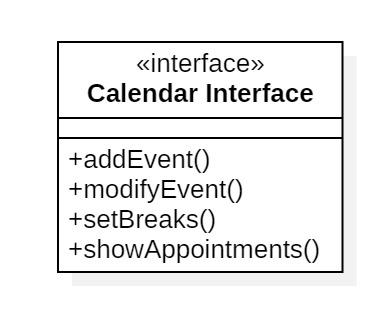 «interface»
Calendar Interface
+addEvent()
+modifyEvent()
+setBreaks()
+showAppointments()